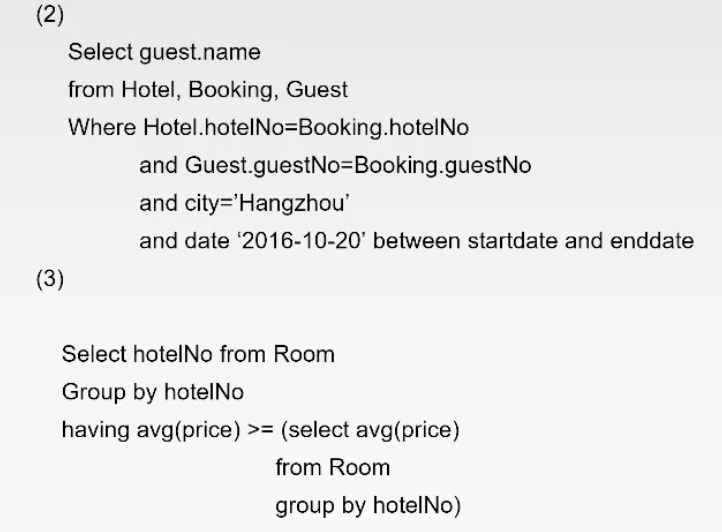 (2)
Select guest.name
from Hotel, Booking, Guest
Where Hotel.hotelNo=Booking.hotelNo
and Guest.guestNo=Booking.guestNo
and city=’Hangzhou’
and date ‘2016-10-20’ between startdate and enddate
(3)
Select hotelNo from Room
Group by hotelNo
having avg(price) >= (select avg(price)
from Room
group by hotelNo)